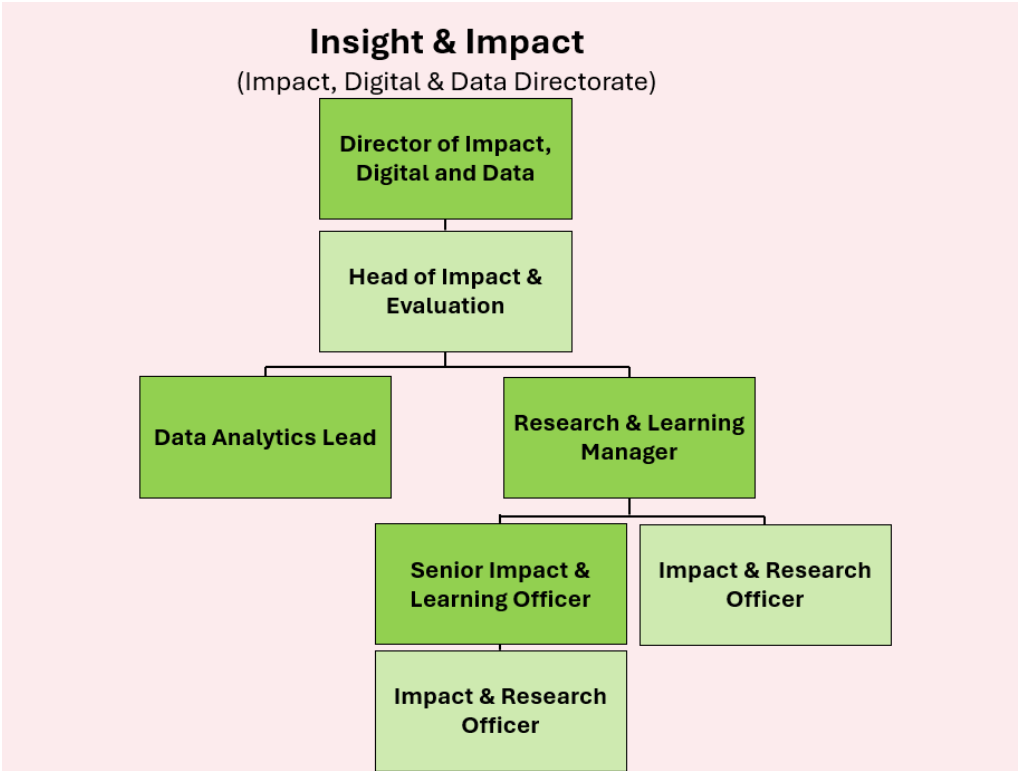 Insight & Impact
(Impact, Digital & Data Directorate)
Director of Impact,
Digital and Data
Head of Impact &
Evaluation
Data Analytics Lead
Research & Learning
Manager
Senior Impact &
Learning Officer
Impact & Research
Officer
Impact & Research
Officer